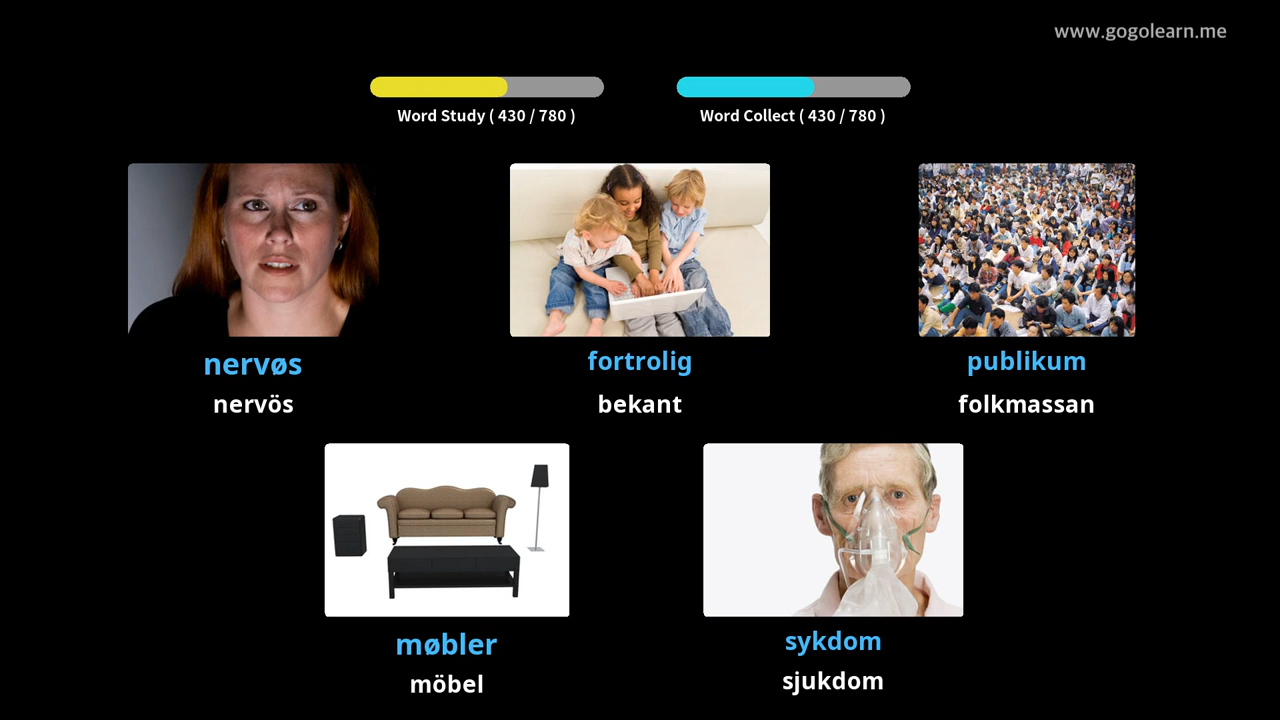 www.gogolearn.me
Word Study ( 430 / 780 )
Word Collect ( 430 / 780 )
nervøs
fortrolig
publikum
nervös
bekant
folkmassan
møbler
sykdom
möbel
sjukdom